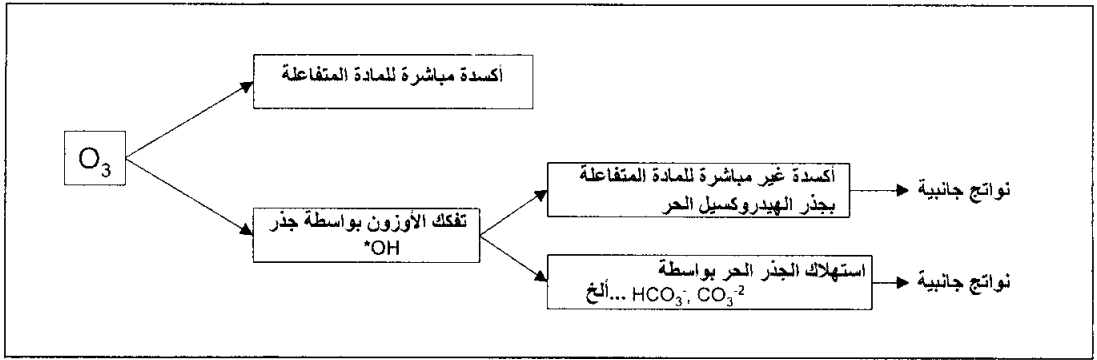 أكسدة مباشرة للمادة المتفاعلة
O₃
أكسدة غير مباشرة للمادة المتفاعلة
بجذر الهيدروكسيل الحر
نواتج جانبية
تفكك الأوزون بواسطة جذر
*OH
استهلاك الجذر الحر بواسطة
HCO₃⁻, CO₃⁻² ...ألخ
نواتج جانبية